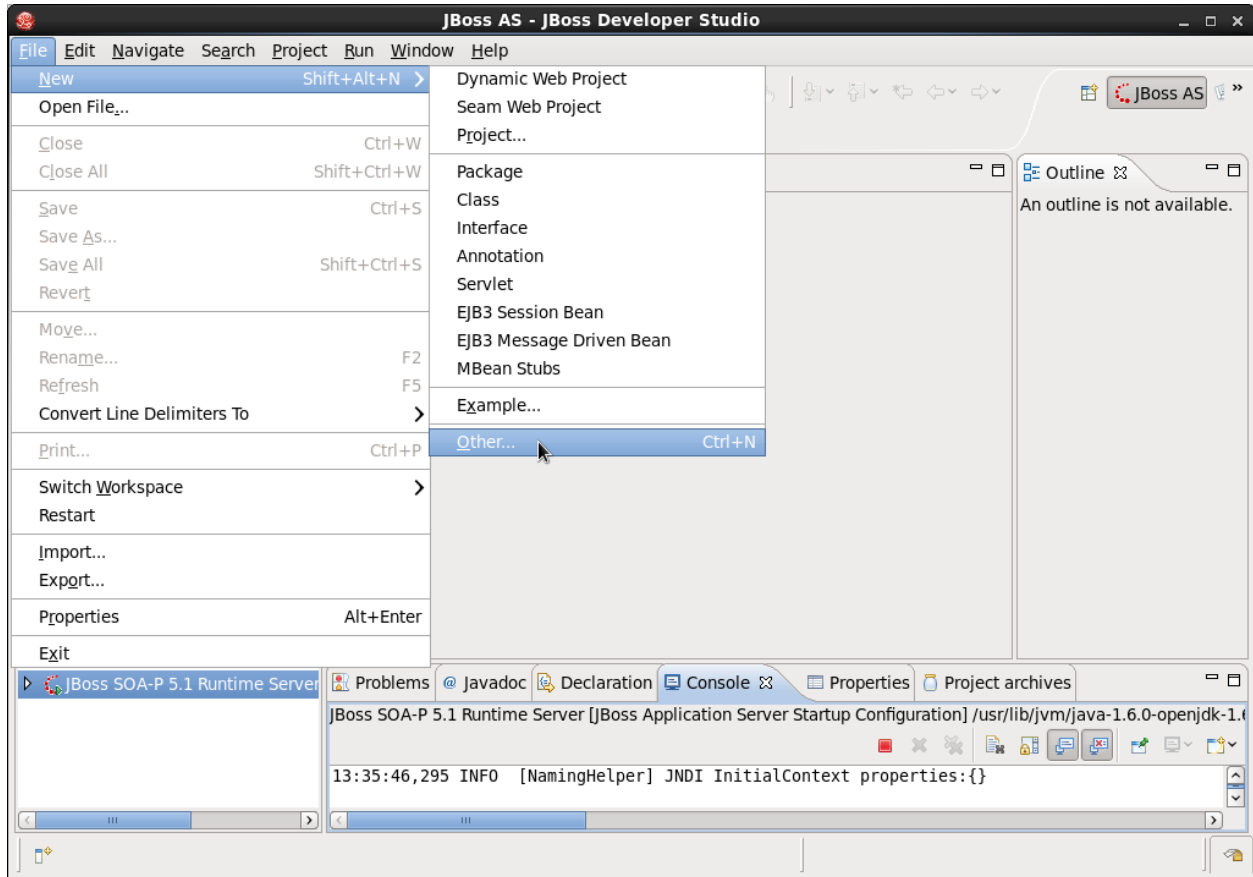 JBoss AS - JBoss Developer Studio
File Edit Navigate Search Project Run Window Help
New Shift+Alt+N
Open File...
Close Ctrl+W
Close All Shift+Ctrl+W
Save Ctrl+S
Save As...
Save All Shift+Ctrl+S
Revert
Move...
Rename... F2
Refresh F5
Convert Line Delimiters To
Print... Ctrl+P
Switch Workspace
Restart
Import...
Export...
Properties Alt+Enter
Exit
Dynamic Web Project
Seam Web Project
Project...
Package
Class
Interface
Annotation
Servlet
EJB3 Session Bean
EJB3 Message Driven Bean
MBean Stubs
Example...
Other... Ctrl+N
JBoss AS
Outline
An outline is not available.
JBoss SOA-P 5.1 Runtime Server
Problems @ Javadoc Declaration Console Properties Project archives
JBoss SOA-P 5.1 Runtime Server [JBoss Application Server Startup Configuration] /usr/lib/jvm/java-1.6.0-openjdk-1.6
13:35:46,295 INFO [NamingHelper] JNDI InitialContext properties:{}